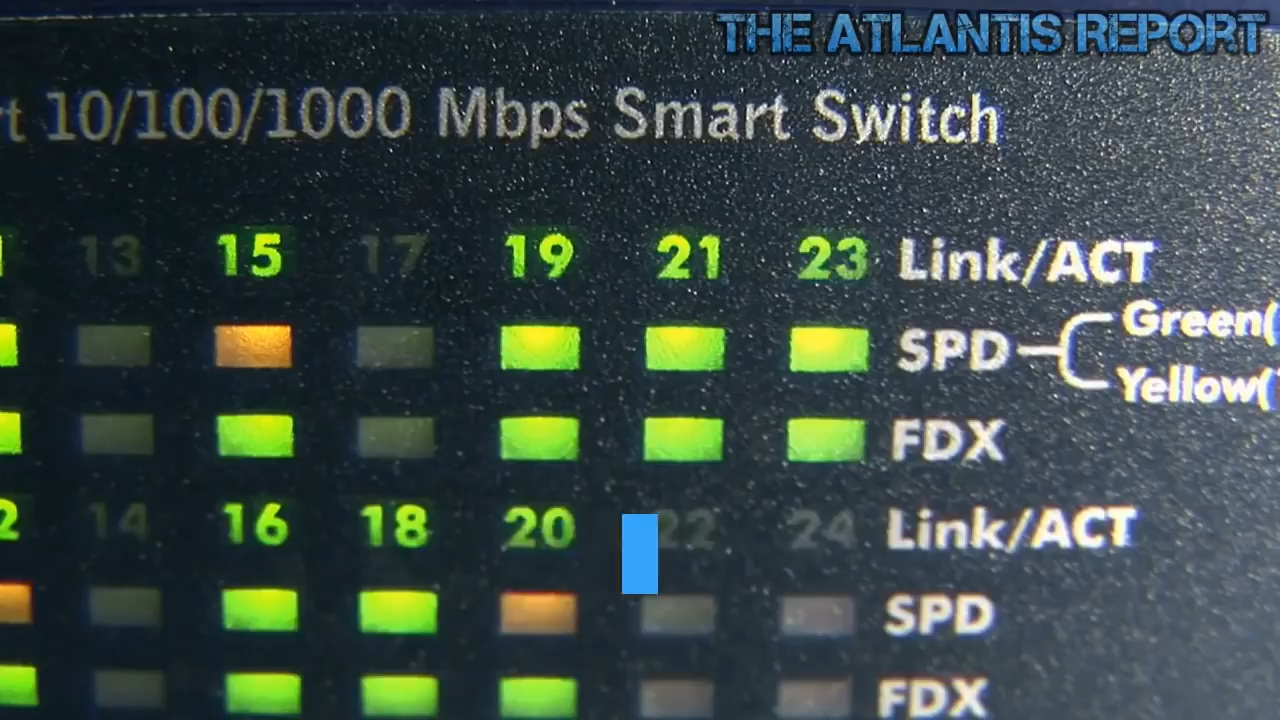 THE ATLANTIS REPORT
10/100/1000 Mbps Smart Switch
13 15 17 19 21 23 Link/ACT
Green(
SPD
Yellow(
FDX
14 16 18 20 22 24 Link/ACT
SPD
FDX